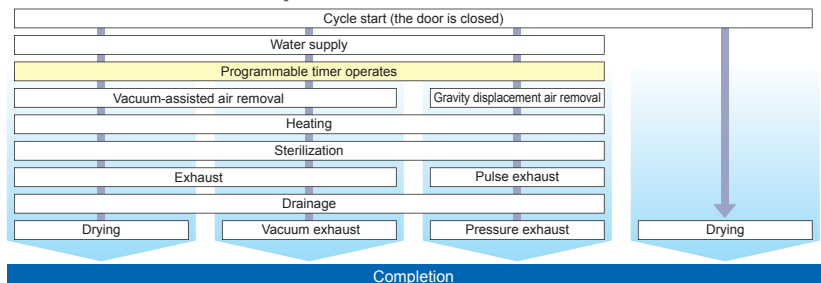 Cycle start (the door is closed)
Water supply
Programmable timer operates
Vacuum-assisted air removal
Gravity displacement air removal
Heating
Sterilization
Exhaust
Pulse exhaust
Drainage
Drying
Vacuum exhaust
Pressure exhaust
Drying
Completion